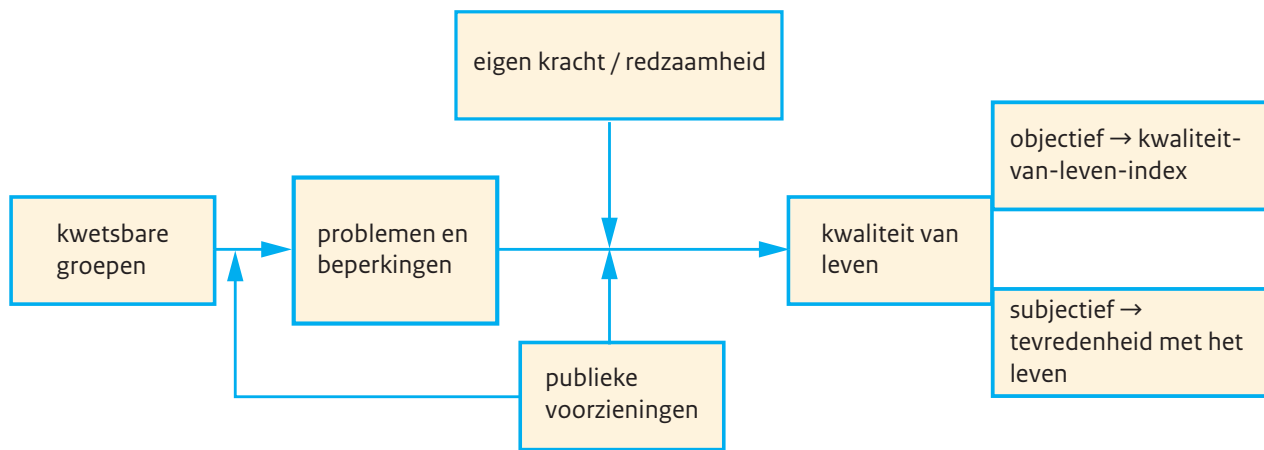 eigen kracht / redzaamheid
kwetsbare
groepen
problemen en
beperkingen
publieke
voorzieningen
kwaliteit van
leven
objectief → kwaliteit-
van-leven-index
subjectief →
tevredenheid met het
leven